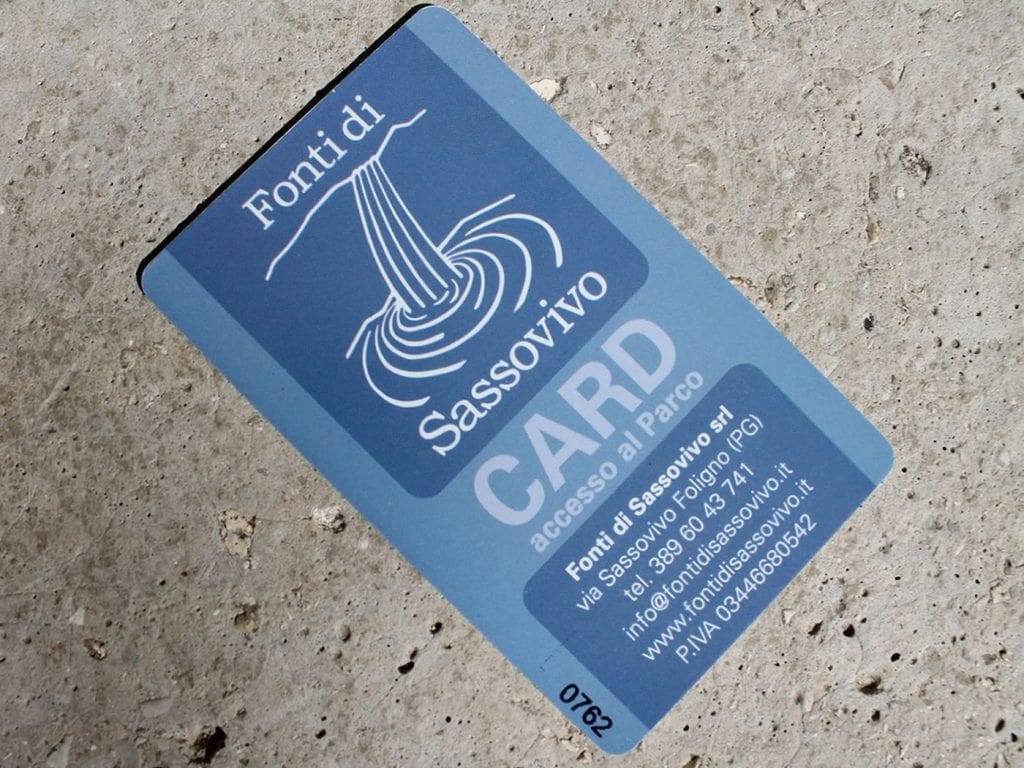 Fonti di
Sassovivo
CARD
accesso al Parco
Fonti di Sassovivo srl
via Sassovivo Foligno (PG)
tel. 389 60 43 741
info@fontidisassovivo.it
www.fontidisassovivo.it
P.IVA 03446680542
0762